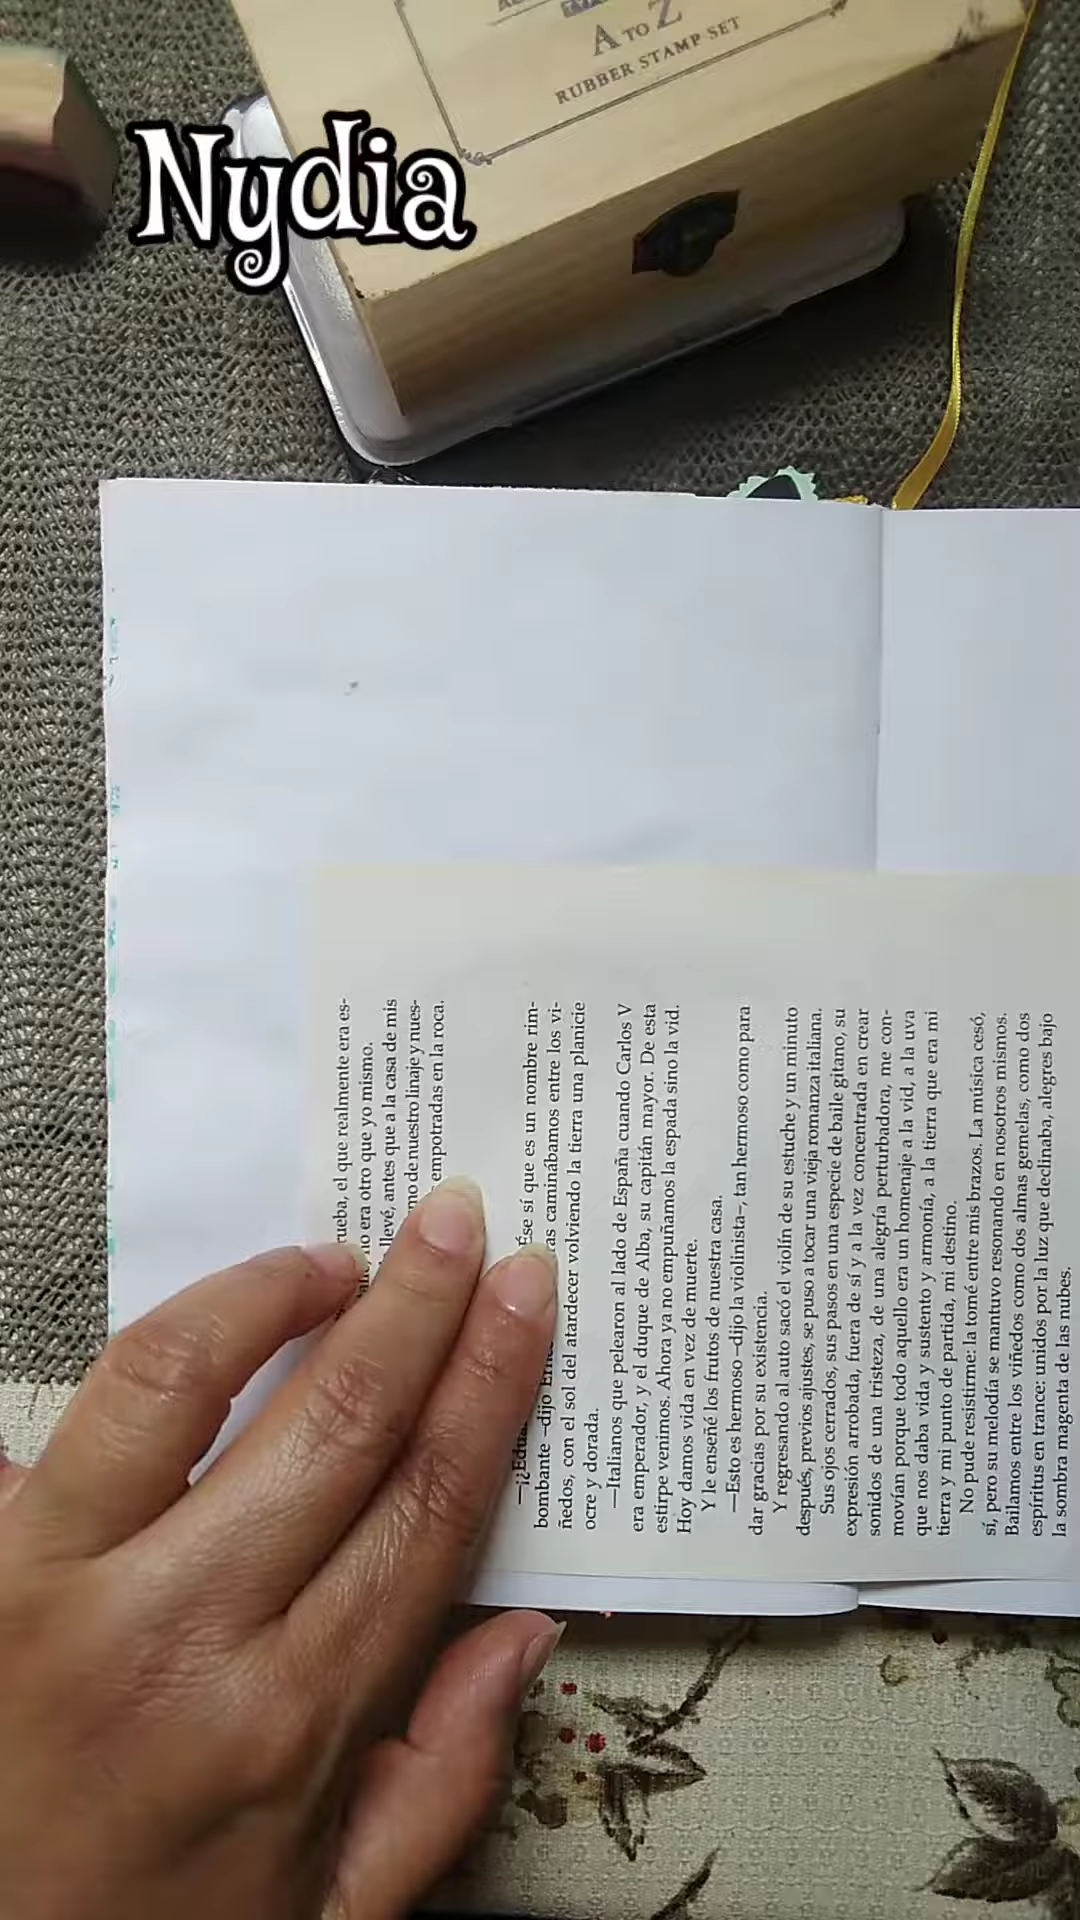 A TO Z
RUBBER STAMP SET
Nydia
el que realmente era es-
no era otro que yo mismo.
llevé, antes que a la casa de mis
de nuestro linaje y nues-
empotradas en la roca.
Ése sí que es un nombre rim-
bombante –dijo
caminábamos entre los vi-
ñedos, con el sol del atardecer volviendo la tierra una planicie
ocre y dorada.
—Italianos que pelearon al lado de España cuando Carlos V
era emperador, y el duque de Alba, su capitán mayor. De esta
estirpe venimos. Ahora ya no empuñamos la espada sino la vid.
Hoy damos vida en vez de muerte.
Y le enseñé los frutos de nuestra casa.
—Esto es hermoso –dijo la violinista–, tan hermoso como para
dar gracias por su existencia.
Y regresando al auto sacó el violín de su estuche y un minuto
después, previos ajustes, se puso a tocar una vieja romanza italiana.
Sus ojos cerrados, sus pasos en una especie de baile gitano, su
expresión arrobada, fuera de sí y a la vez concentrada en crear
sonidos de una tristeza, de una alegría perturbadora, me con-
movían porque todo aquello era un homenaje a la vid, a la uva
que nos daba vida y sustento y armonía, a la tierra que era mi
tierra y mi punto de partida, mi destino.
No pude resistirme: la tomé entre mis brazos. La música cesó,
sí, pero su melodía se mantuvo resonando en nosotros mismos.
Bailamos entre los viñedos como dos almas gemelas, como dos
espíritus en trance: unidos por la luz que declinaba, alegres bajo
la sombra magenta de las nubes.